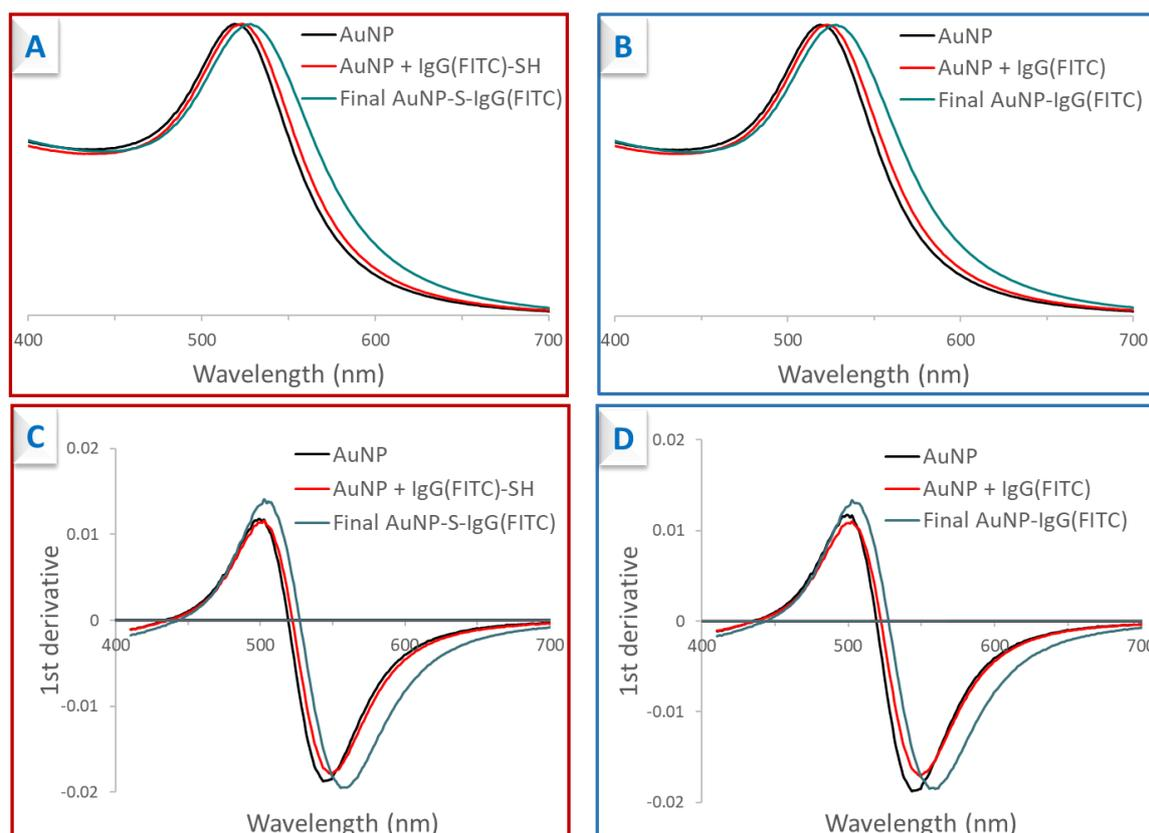 A
AuNP
AuNP + IgG(FITC)-SH
Final AuNP-S-IgG(FITC)
400 500 600 700
Wavelength (nm)
B
AuNP
AuNP + IgG(FITC)
Final AuNP-IgG(FITC)
400 500 600 700
Wavelength (nm)
C
AuNP
AuNP + IgG(FITC)-SH
Final AuNP-S-IgG(FITC)
1st derivative
0.02
0.01
0
-0.01
-0.02
400 500 600 700
Wavelength (nm)
D
AuNP
AuNP + IgG(FITC)
Final AuNP-IgG(FITC)
1st derivative
0.02
0.01
0
-0.01
-0.02
400 500 600 700
Wavelength (nm)